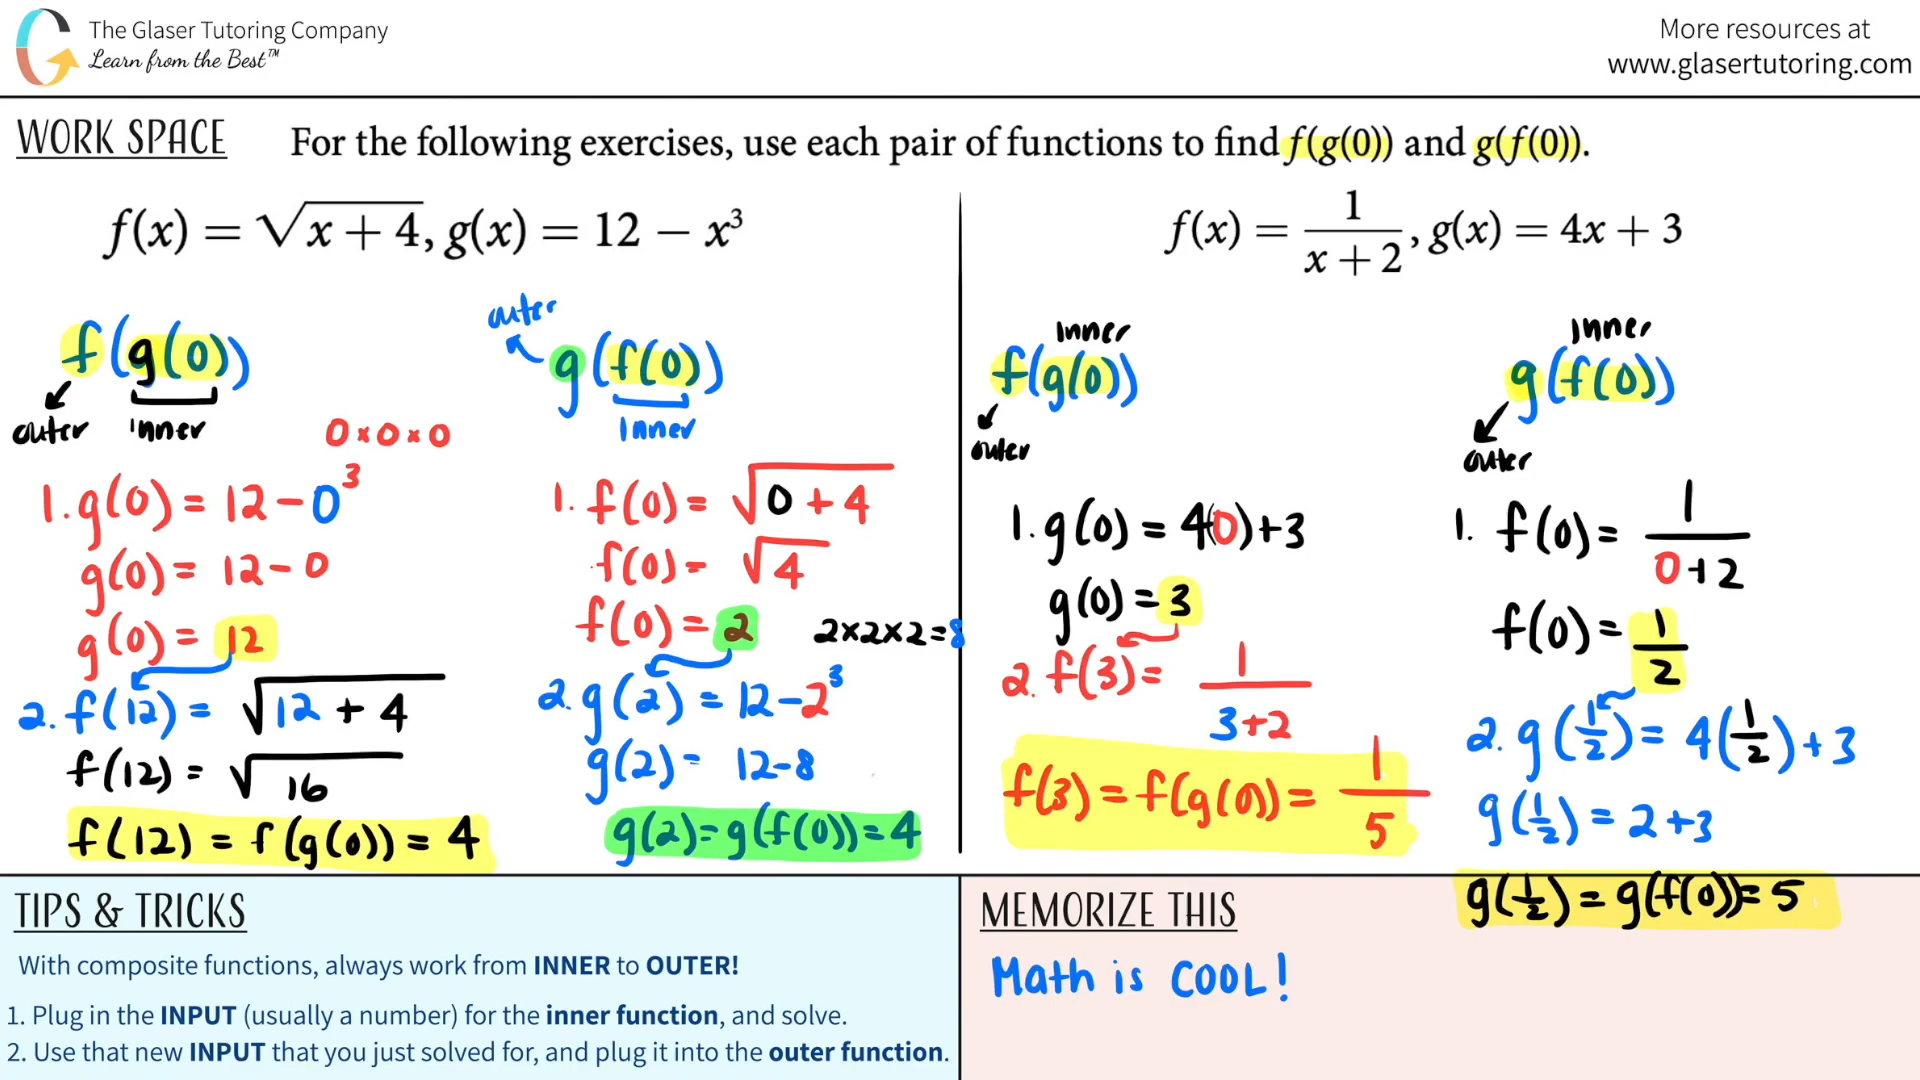 The Glaser Tutoring Company
Learn from the Best™
More resources at
www.glasertutoring.com
WORK SPACE
For the following exercises, use each pair of functions to find f(g(0)) and g(f(0)).
f(x) = √(x + 4), g(x) = 12 − x³
f(g(0))
outer
inner
0×0×0
1. g(0) = 12 − 0³
g(0) = 12 − 0
g(0) = 12
2. f(12) = √(12 + 4)
f(12) = √16
f(12) = f(g(0)) = 4
outer
g(f(0))
inner
1. f(0) = √(0 + 4)
f(0) = √4
f(0) = 2
2×2×2=8
2. g(2) = 12 − 2³
g(2) = 12 − 8
g(2) = g(f(0)) = 4
f(x) = 1/(x + 2), g(x) = 4x + 3
inner
f(g(0))
outer
1. g(0) = 4(0)+3
g(0) = 3
2. f(3) = 1/(3+2)
f(3) = f(g(0)) = 1/5
inner
g(f(0))
outer
1. f(0) = 1/(0+2)
f(0) = 1/2
2. g(1/2) = 4(1/2)+3
g(1/2) = 2+3
g(1/2) = g(f(0)) = 5
TIPS & TRICKS
With composite functions, always work from INNER to OUTER!
1. Plug in the INPUT (usually a number) for the inner function, and solve.
2. Use that new INPUT that you just solved for, and plug it into the outer function.
MEMORIZE THIS
Math is COOL!